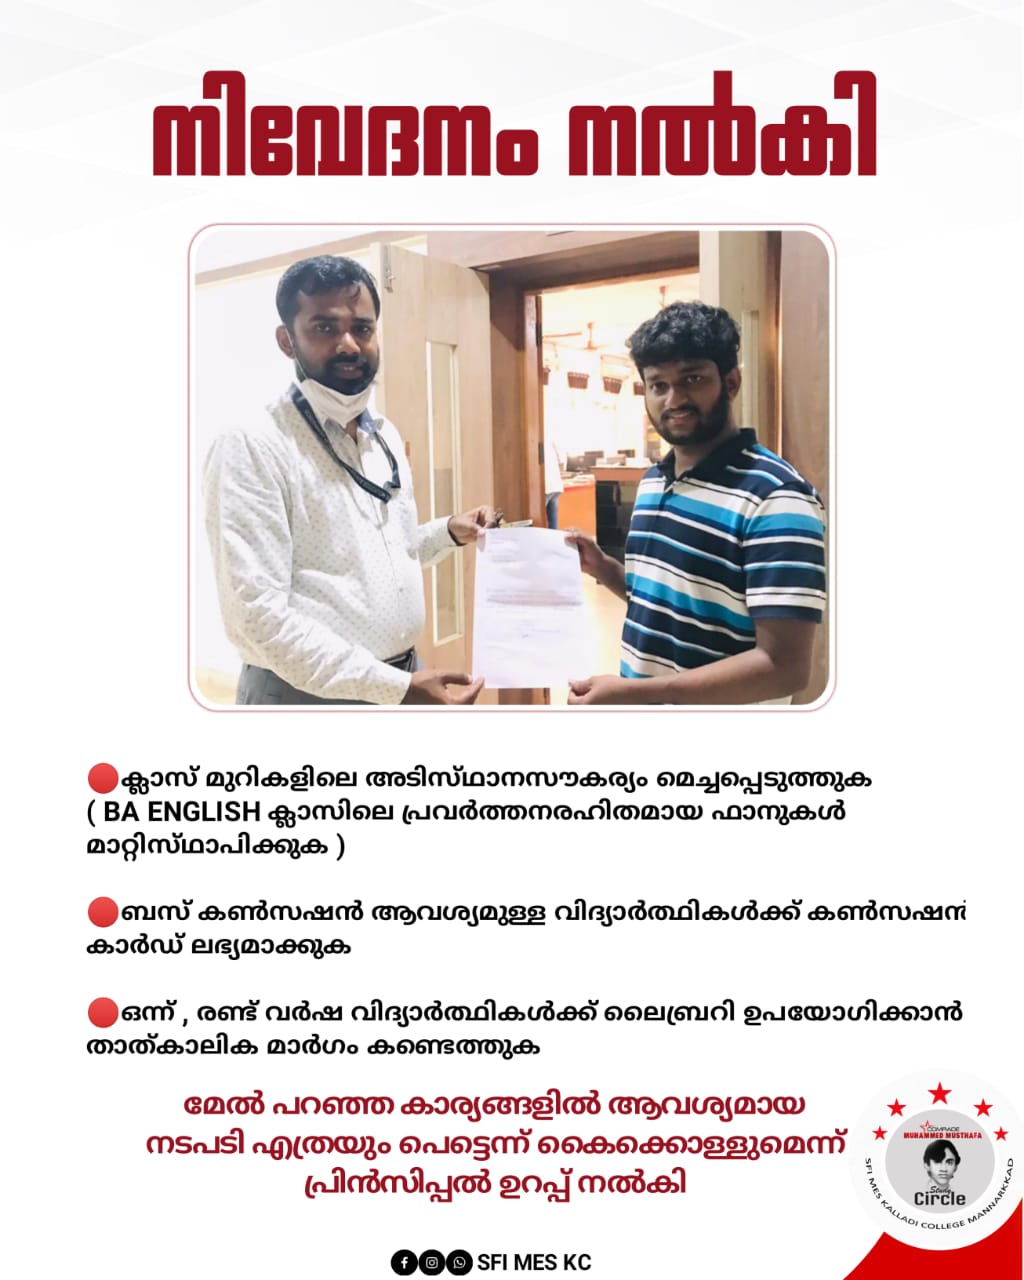 നിവേദനം നൽകി
🔴ക്ലാസ് മുറികളിലെ അടിസ്ഥാനസൗകര്യം മെച്ചപ്പെടുത്തുക
( BA ENGLISH ക്ലാസിലെ പ്രവർത്തനരഹിതമായ ഫാനുകൾ
മാറ്റിസ്ഥാപിക്കുക )
🔴ബസ് കൺസഷൻ ആവശ്യമുള്ള വിദ്യാർത്ഥികൾക്ക് കൺസഷൻ
കാർഡ് ലഭ്യമാക്കുക
🔴ഒന്ന് , രണ്ട് വർഷ വിദ്യാർത്ഥികൾക്ക് ലൈബ്രറി ഉപയോഗിക്കാൻ
താത്കാലിക മാർഗം കണ്ടെത്തുക
മേൽ പറഞ്ഞ കാര്യങ്ങളിൽ ആവശ്യമായ
നടപടി എത്രയും പെട്ടെന്ന് കൈക്കൊള്ളുമെന്ന്
പ്രിൻസിപ്പൽ ഉറപ്പ് നൽകി
COMRADE
MUHAMMED MUSTHAFA
Study
Circle
SFI MES KALLADI COLLEGE MANNARKKAD
SFI MES KC